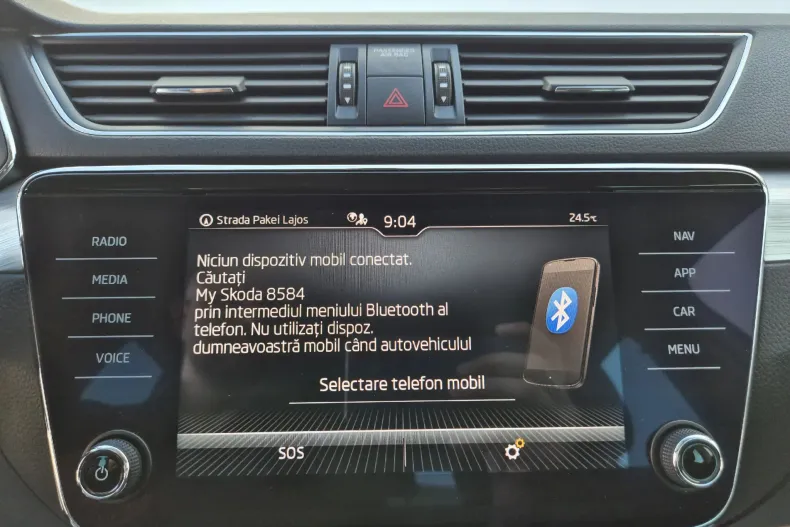 PASSENGER
AIR BAG
Strada Pakei Lajos
9:04
24.5°C
RADIO
MEDIA
PHONE
VOICE
Niciun dispozitiv mobil conectat.
Căutați
My Skoda 8584
prin intermediul meniului Bluetooth al
telefon. Nu utilizați dispoz.
dumneavoastră mobil când autovehiculul
Selectare telefon mobil
SOS
NAV
APP
CAR
MENU